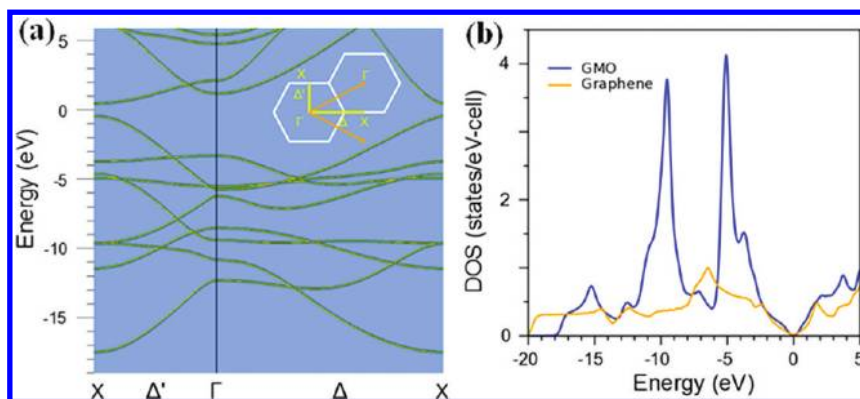 (a)
Energy (eV)
5
0
-5
-10
-15
X Δ' Γ Δ X
X
Γ
Δ'
Γ Δ X
(b)
DOS (states/eV-cell)
4
2
0
GMO
Graphene
-20 -15 -10 -5 0 5
Energy (eV)